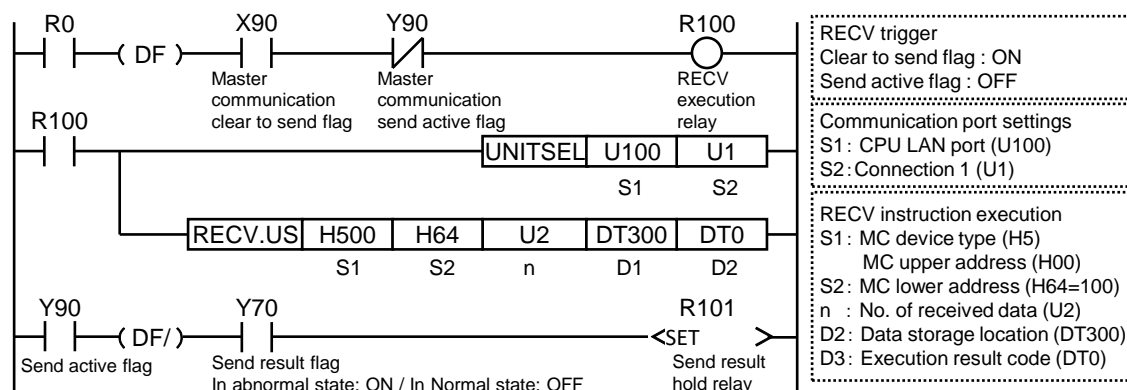 R0
X90
Y90
R100
DF
Master
communication
clear to send flag
Master
communication
send active flag
RECV
execution
relay
R100
UNITSEL U100 U1
S1 S2
RECV.US H500 H64 U2 DT300 DT0
S1 S2 n D1 D2
Y90
Y70
R101
DF/
<SET >
Send active flag
Send result flag
In abnormal state: ON / In Normal state: OFF
Send result
hold relay
RECV trigger
Clear to send flag : ON
Send active flag : OFF
Communication port settings
S1 : CPU LAN port (U100)
S2 : Connection 1 (U1)
RECV instruction execution
S1 : MC device type (H5)
MC upper address (H00)
S2 : MC lower address (H64=100)
n : No. of received data (U2)
D2 : Data storage location (DT300)
D3 : Execution result code (DT0)